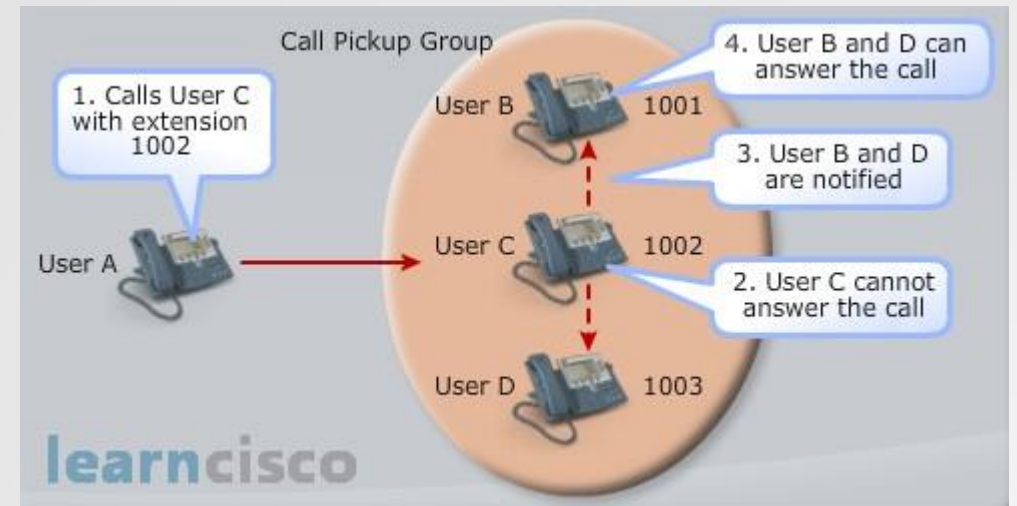 Call Pickup Group
1. Calls User C
with extension
1002
4. User B and D can
answer the call
User B
1001
3. User B and D
are notified
User A
User C
1002
2. User C cannot
answer the call
User D
1003
learncisco